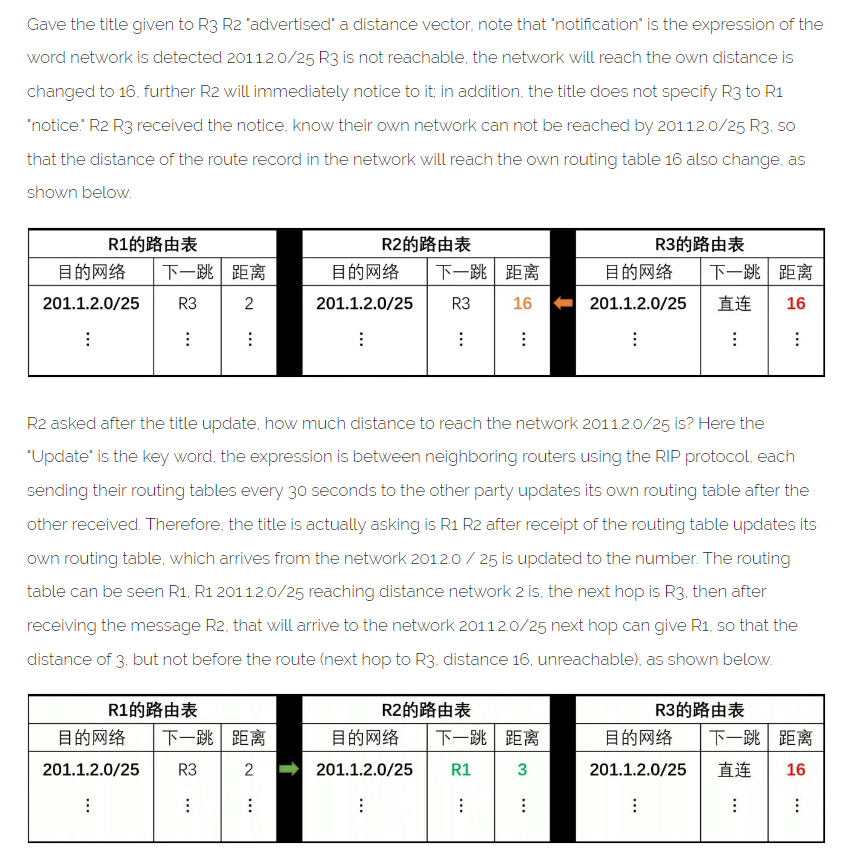 Gave the title given to R3 R2 "advertised" a distance vector, note that "notification" is the expression of the
word network is detected 201.1.2.0/25 R3 is not reachable, the network will reach the own distance is
changed to 16, further R2 will immediately notice to it; in addition, the title does not specify R3 to R1
"notice." R2 R3 received the notice, know their own network can not be reached by 201.1.2.0/25 R3, so
that the distance of the route record in the network will reach the own routing table 16 also change, as
shown below.
R1的路由表 R2的路由表 R3的路由表
目的网络 下一跳 距离 目的网络 下一跳 距离 目的网络 下一跳 距离
201.1.2.0/25 R3 2 201.1.2.0/25 R3 16 201.1.2.0/25 直连 16
⋮ ⋮ ⋮ ⋮ ⋮ ⋮ ⋮ ⋮ ⋮
R2 asked after the title update, how much distance to reach the network 201.1.2.0/25 is? Here the
"Update" is the key word, the expression is between neighboring routers using the RIP protocol, each
sending their routing tables every 30 seconds to the other party updates its own routing table after the
other received. Therefore, the title is actually asking is R1 R2 after receipt of the routing table updates its
own routing table, which arrives from the network 201.2.0 / 25 is updated to the number. The routing
table can be seen R1, R1 201.1.2.0/25 reaching distance network 2 is, the next hop is R3, then after
receiving the message R2, that will arrive to the network 201.1.2.0/25 next hop can give R1, so that the
distance of 3, but not before the route (next hop to R3, distance 16, unreachable), as shown below.
R1的路由表 R2的路由表 R3的路由表
目的网络 下一跳 距离 目的网络 下一跳 距离 目的网络 下一跳 距离
201.1.2.0/25 R3 2 201.1.2.0/25 R1 3 201.1.2.0/25 直连 16
⋮ ⋮ ⋮ ⋮ ⋮ ⋮ ⋮ ⋮ ⋮